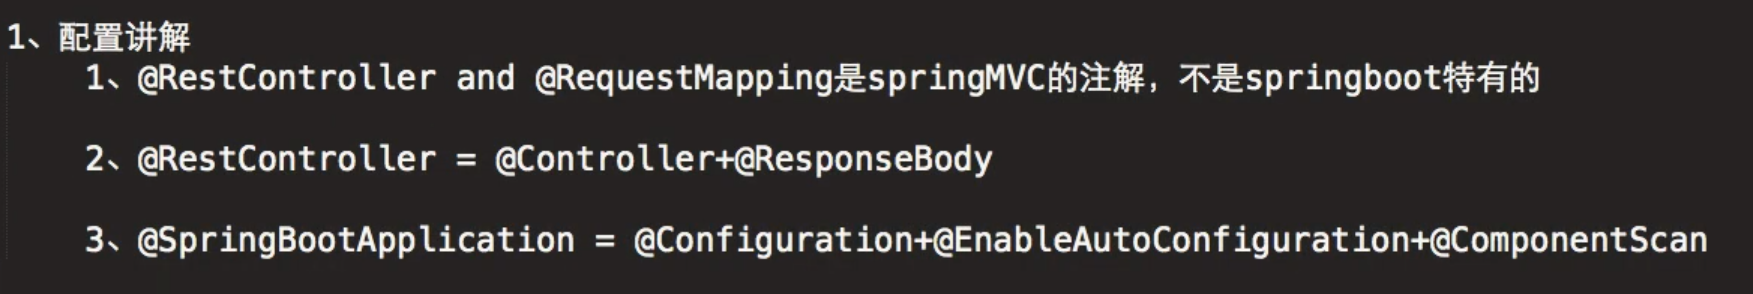 1、配置讲解
1、@RestController and @RequestMapping是springMVC的注解，不是springboot特有的
2、@RestController = @Controller+@ResponseBody
3、@SpringBootApplication = @Configuration+@EnableAutoConfiguration+@ComponentScan